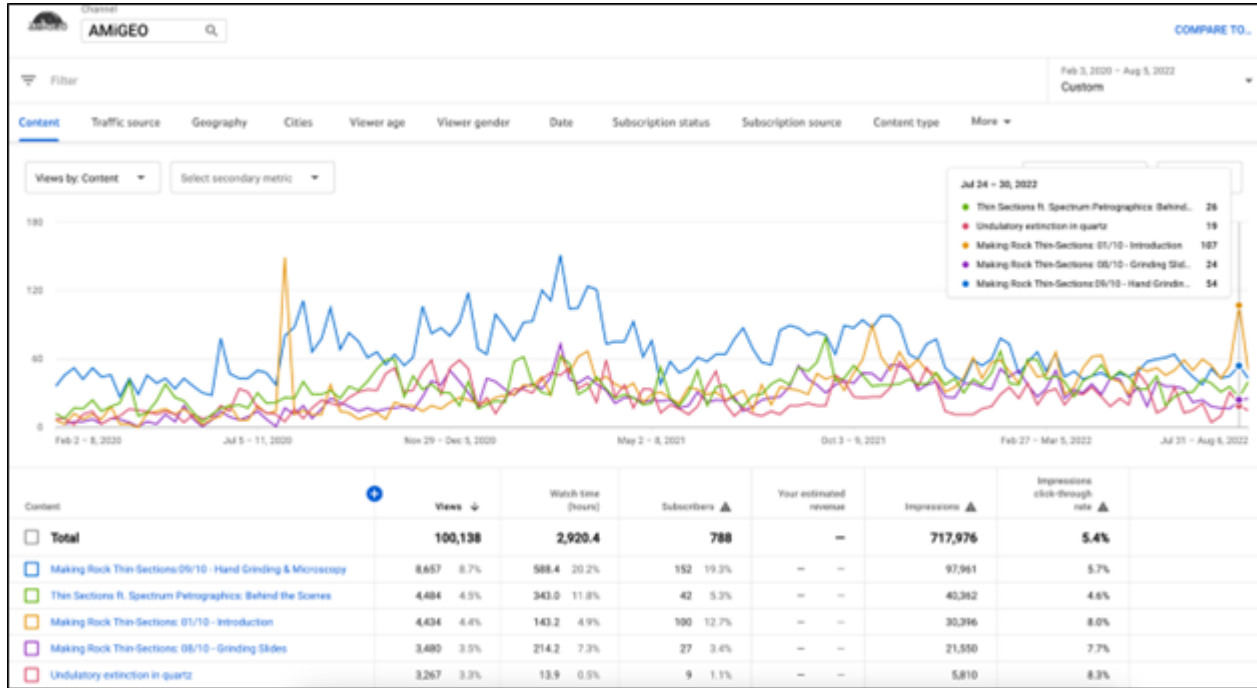 Channel
AMiGEO
COMPARE TO...
Filter
Feb 3, 2020 – Aug 5, 2022
Custom
Content Traffic source Geography Cities Viewer age Viewer gender Date Subscription status Subscription source Content type More
Views by: Content Select secondary metric
Jul 24 – 30, 2022
Thin Sections ft. Spectrum Petrographics: Behind... 26
Undulatory extinction in quartz 19
Making Rock Thin-Sections: 01/10 - Introduction 107
Making Rock Thin-Sections: 08/10 - Grinding Slid... 24
Making Rock Thin-Sections:09/10 - Hand Grindin... 54
180
120
60
0
Feb 2 – 8, 2020 Jul 5 – 11, 2020 Nov 29 – Dec 5, 2020 May 2 – 8, 2021 Oct 3 – 9, 2021 Feb 27 – Mar 5, 2022 Jul 31 – Aug 6, 2022
Content Views Watch time (hours) Subscribers Your estimated revenue Impressions Impressions click-through rate
Total 100,138 2,920.4 788 — 717,976 5.4%
Making Rock Thin-Sections:09/10 - Hand Grinding & Microscopy 8,657 8.7% 588.4 20.2% 152 19.3% — — 97,961 5.7%
Thin Sections ft. Spectrum Petrographics: Behind the Scenes 4,484 4.5% 343.0 11.8% 42 5.3% — — 40,362 4.6%
Making Rock Thin-Sections: 01/10 - Introduction 4,434 4.4% 143.2 4.9% 100 12.7% — — 30,396 8.0%
Making Rock Thin-Sections: 08/10 - Grinding Slides 3,480 3.5% 214.2 7.3% 27 3.4% — — 21,550 7.7%
Undulatory extinction in quartz 3,267 3.3% 13.9 0.5% 9 1.1% — — 5,810 8.3%